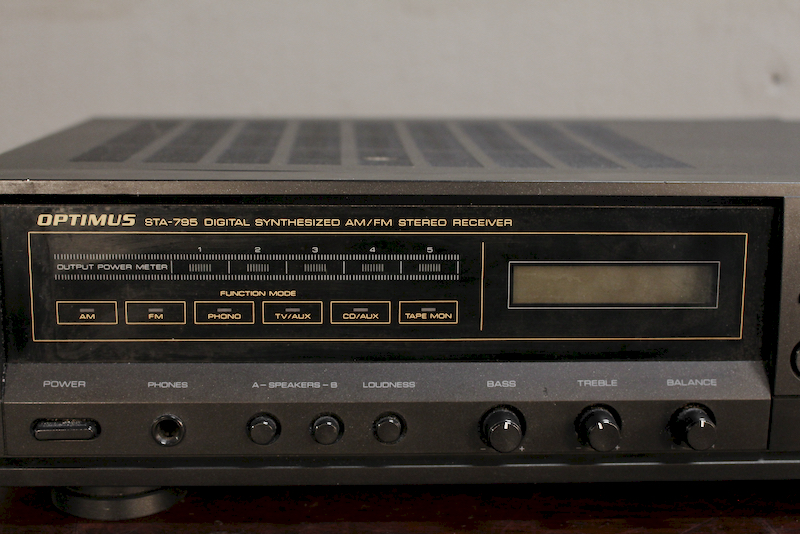 OPTIMUS STA-795 DIGITAL SYNTHESIZED AM/FM STEREO RECEIVER
1 2 3 4 5
OUTPUT POWER METER
FUNCTION MODE
AM FM PHONO TV/AUX CD/AUX TAPE MON
POWER PHONES A-SPEAKERS-B LOUDNESS BASS TREBLE BALANCE
- +